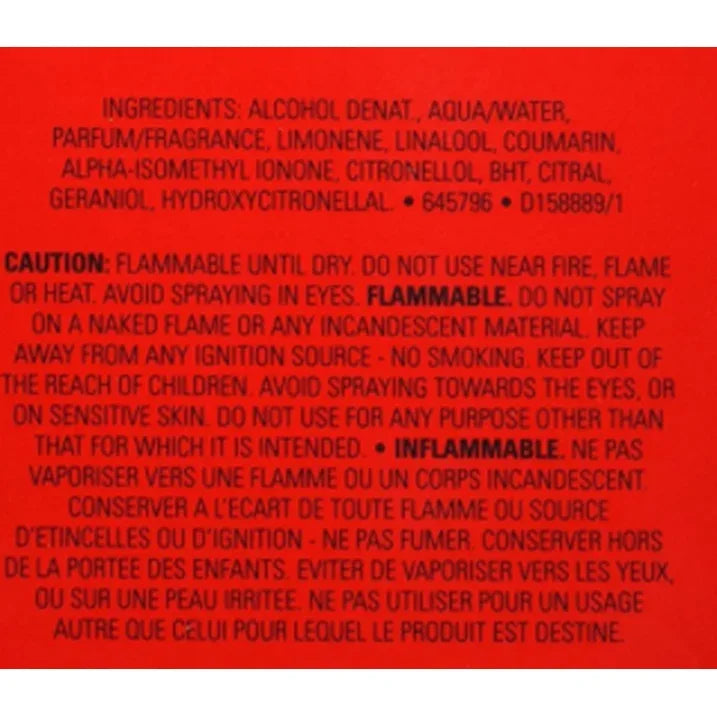 INGREDIENTS: ALCOHOL DENAT., AQUA/WATER,
PARFUM/FRAGRANCE, LIMONENE, LINALOOL, COUMARIN,
ALPHA-ISOMETHYL IONONE, CITRONELLOL, BHT, CITRAL,
GERANIOL, HYDROXYCITRONELLAL. • 645796 • D158889/1
CAUTION: FLAMMABLE UNTIL DRY. DO NOT USE NEAR FIRE, FLAME
OR HEAT. AVOID SPRAYING IN EYES. FLAMMABLE. DO NOT SPRAY
ON A NAKED FLAME OR ANY INCANDESCENT MATERIAL. KEEP
AWAY FROM ANY IGNITION SOURCE - NO SMOKING. KEEP OUT OF
THE REACH OF CHILDREN. AVOID SPRAYING TOWARDS THE EYES, OR
ON SENSITIVE SKIN. DO NOT USE FOR ANY PURPOSE OTHER THAN
THAT FOR WHICH IT IS INTENDED. • INFLAMMABLE. NE PAS
VAPORISER VERS UNE FLAMME OU UN CORPS INCANDESCENT.
CONSERVER A L'ECART DE TOUTE FLAMME OU SOURCE
D'ETINCELLES OU D'IGNITION - NE PAS FUMER. CONSERVER HORS
DE LA PORTEE DES ENFANTS. EVITER DE VAPORISER VERS LES YEUX,
OU SUR UNE PEAU IRRITEE. NE PAS UTILISER POUR UN USAGE
AUTRE QUE CELUI POUR LEQUEL LE PRODUIT EST DESTINE.